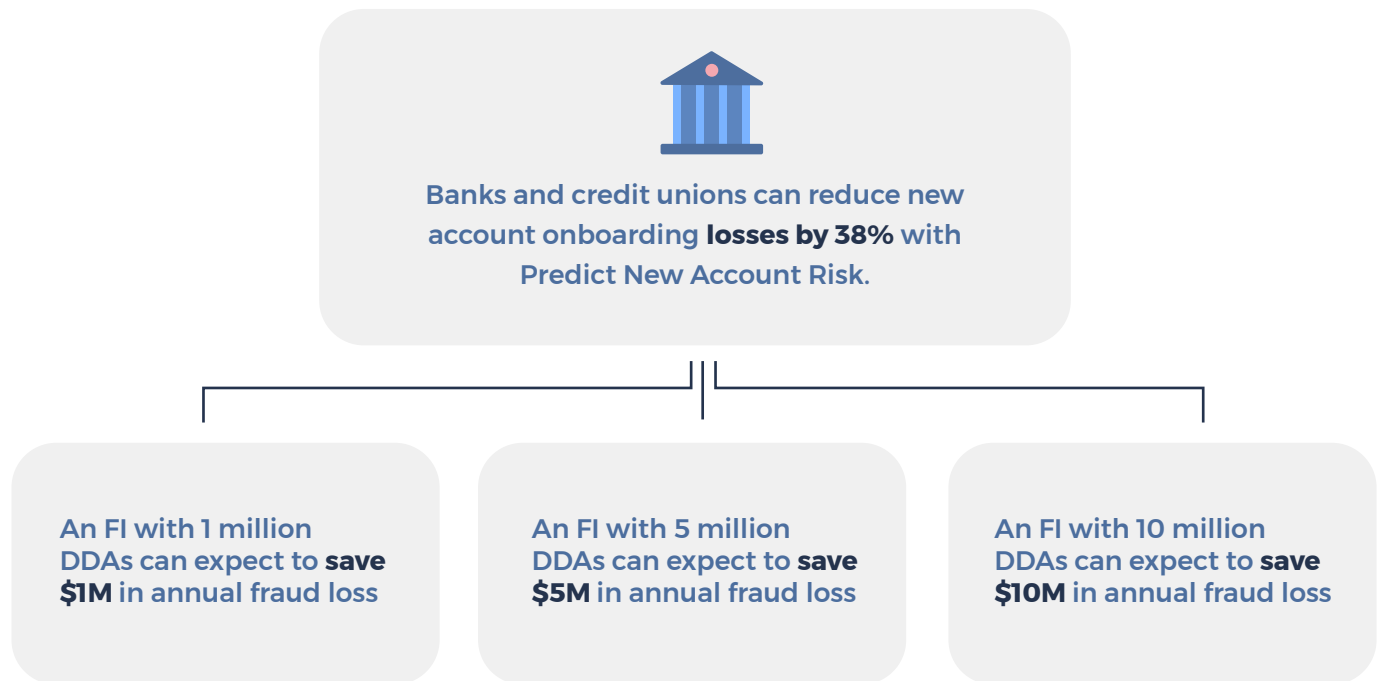 Banks and credit unions can reduce new
account onboarding losses by 38% with
Predict New Account Risk.
An FI with 1 million
DDAs can expect to save
$1M in annual fraud loss
An FI with 5 million
DDAs can expect to save
$5M in annual fraud loss
An FI with 10 million
DDAs can expect to save
$10M in annual fraud loss